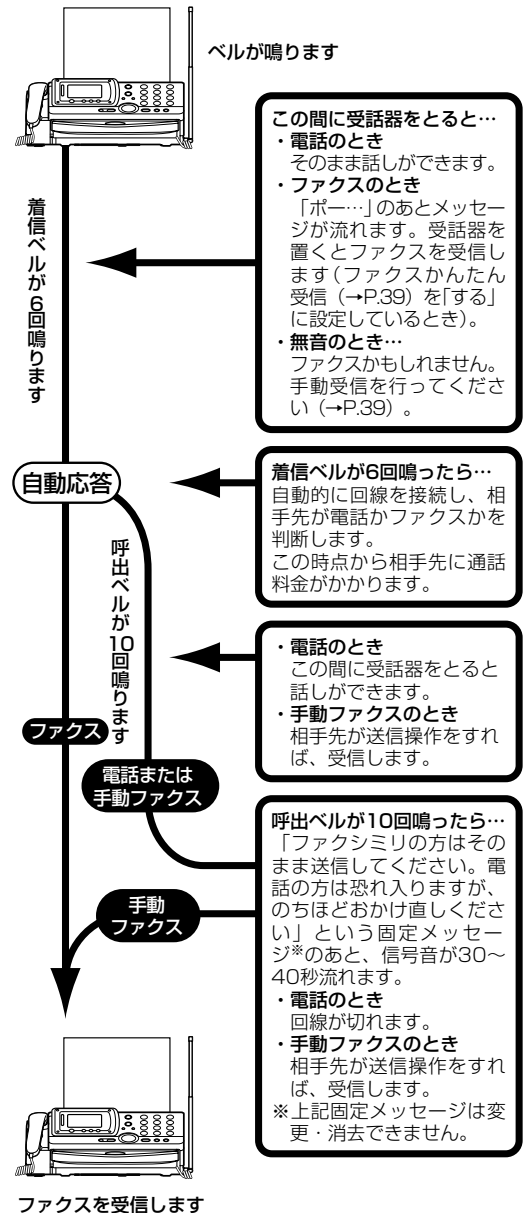 ベルが鳴ります
この間に受話器をとると…
・電話のとき
そのまま話しができます。
・ファクスのとき
「ポー…」のあとメッセー
ジが流れます。受話器を
置くとファクスを受信し
ます(ファクスかんたん
受信（→P.39）を「する」
に設定しているとき)。
・無音のとき…
ファクスかもしれません。
手動受信を行ってくださ
い（→P.39）。
着信ベルが6回鳴ります
自動応答
着信ベルが6回鳴ったら…
自動的に回線を接続し、相
手先が電話かファクスかを
判断します。
この時点から相手先に通話
料金がかかります。
呼出ベルが10回鳴ります
・電話のとき
この間に受話器をとると
話しができます。
・手動ファクスのとき
相手先が送信操作をすれ
ば、受信します。
ファクス
電話または
手動ファクス
呼出ベルが10回鳴ったら…
「ファクシミリの方はその
まま送信してください。電
話の方は恐れ入りますが、
のちほどおかけ直しくださ
い」という固定メッセー
ジ※のあと、信号音が30〜
40秒流れます。
・電話のとき
回線が切れます。
・手動ファクスのとき
相手先が送信操作をすれ
ば、受信します。
※上記固定メッセージは変
更・消去できません。
手動
ファクス
ファクスを受信します